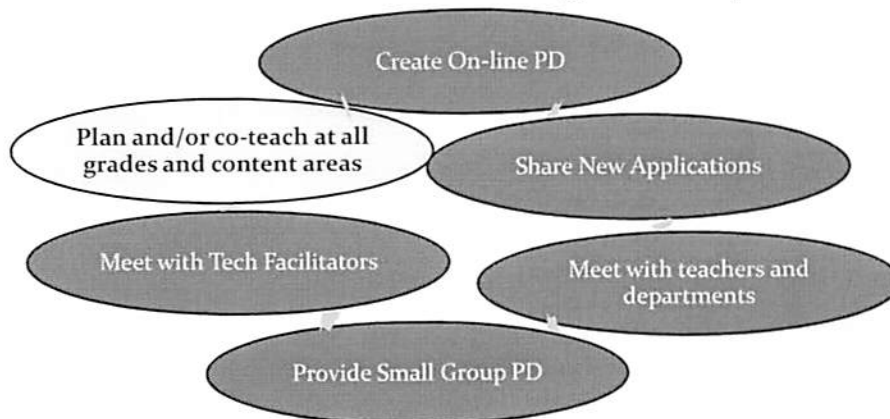 Create On-line PD
Plan and/or co-teach at all
grades and content areas
Share New Applications
Meet with Tech Facilitators
Meet with teachers and
departments
Provide Small Group PD